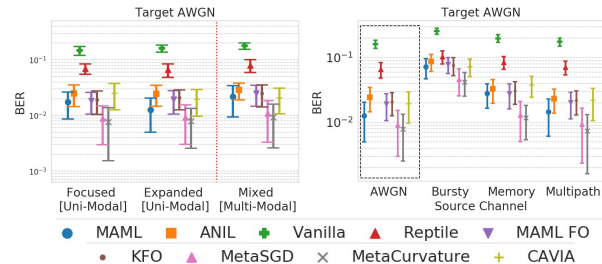 Target AWGN
BER
10⁻¹
10⁻²
10⁻³
Focused
[Uni-Modal]
Expanded
[Uni-Modal]
Mixed
[Multi-Modal]
Target AWGN
BER
10⁻¹
10⁻²
AWGN
Bursty
Memory
Multipath
Source Channel
MAML ANIL Vanilla Reptile MAML FO
KFO MetaSGD MetaCurvature CAVIA